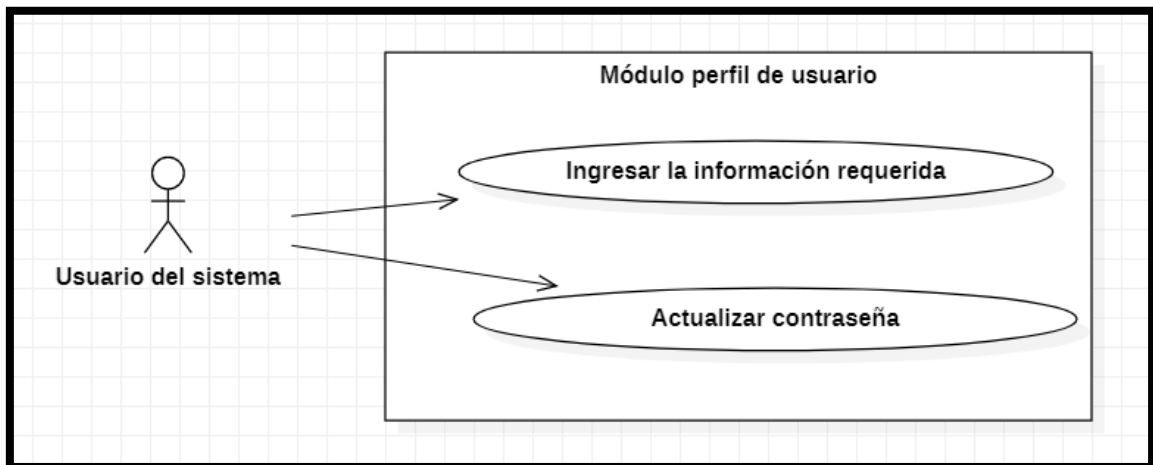 Módulo perfil de usuario
Ingresar la información requerida
Usuario del sistema
Actualizar contraseña